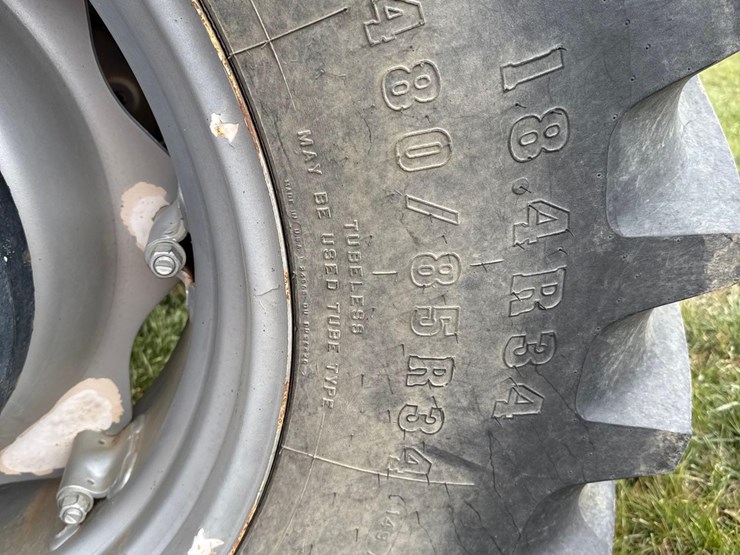 18.4R34
480/85R34
TUBELESS
MAY BE USED TUBE TYPE